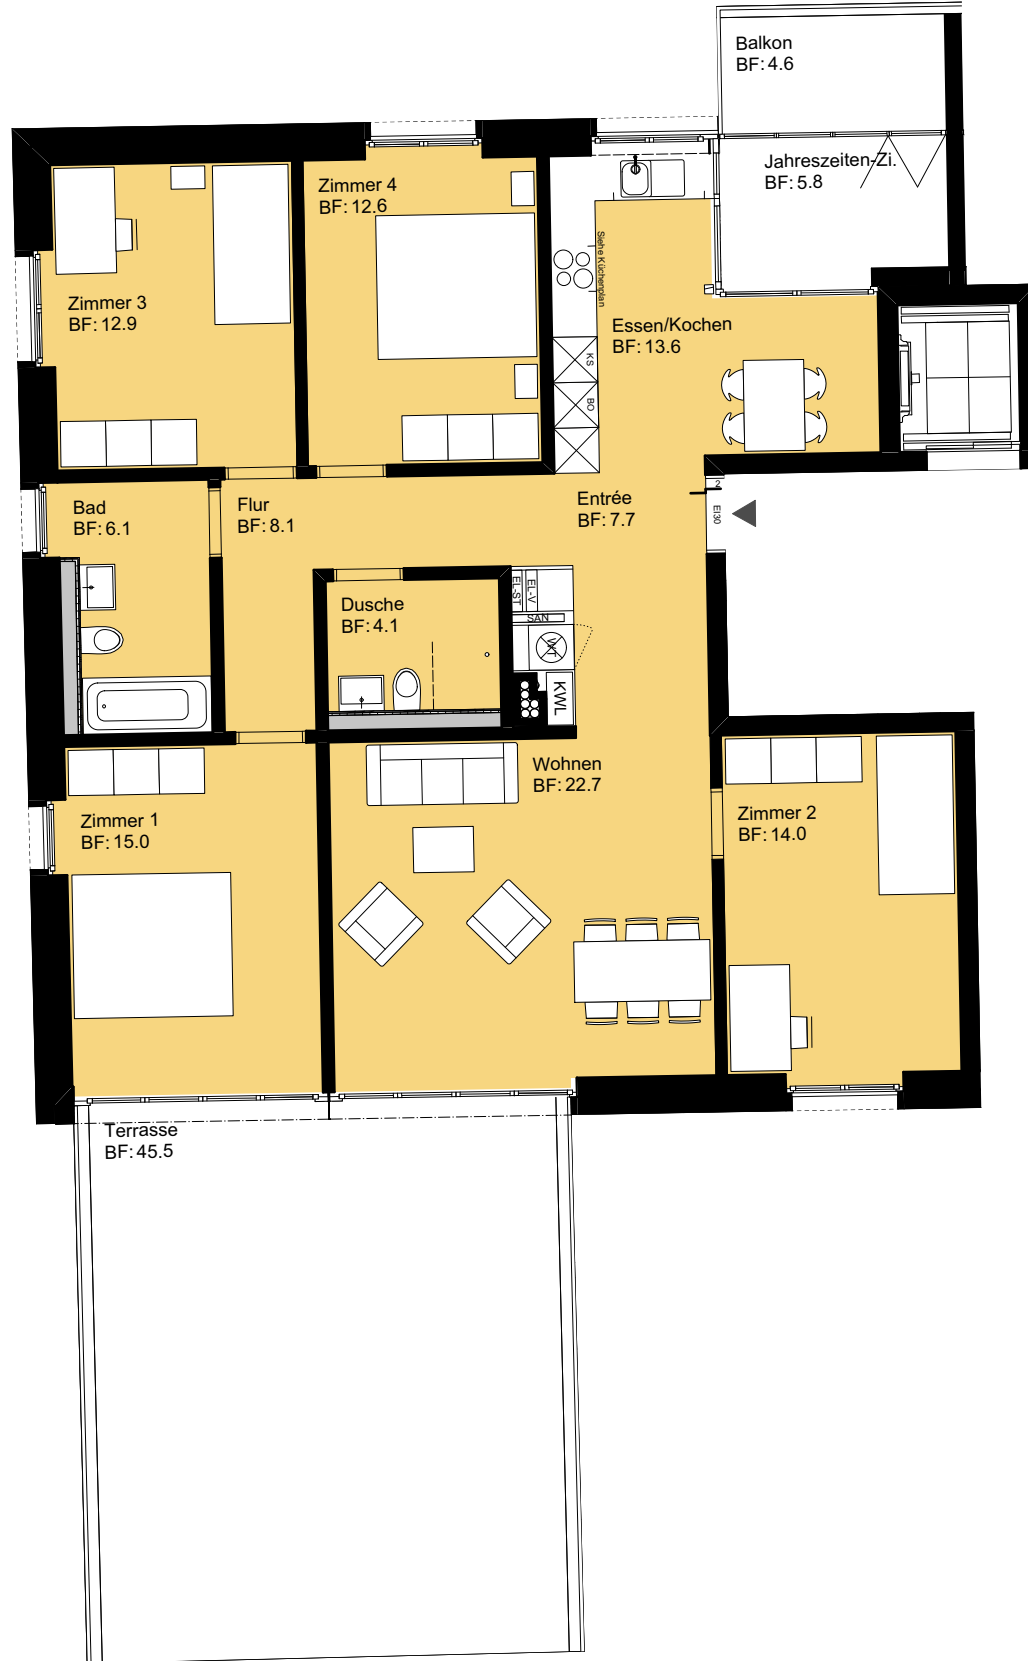 Balkon
BF: 4.6
Jahreszeiten-Zi.
BF: 5.8
Zimmer 4
BF: 12.6
Siehe Küchenplan
Zimmer 3
BF: 12.9
Essen/Kochen
BF: 13.6
KS
BO
Bad
BF: 6.1
Flur
BF: 8.1
Entrée
BF: 7.7
2
EI30
Dusche
BF: 4.1
EL-ST
EL-V
SAN
WT
KWL
Wohnen
BF: 22.7
Zimmer 1
BF: 15.0
Zimmer 2
BF: 14.0
Terrasse
BF: 45.5